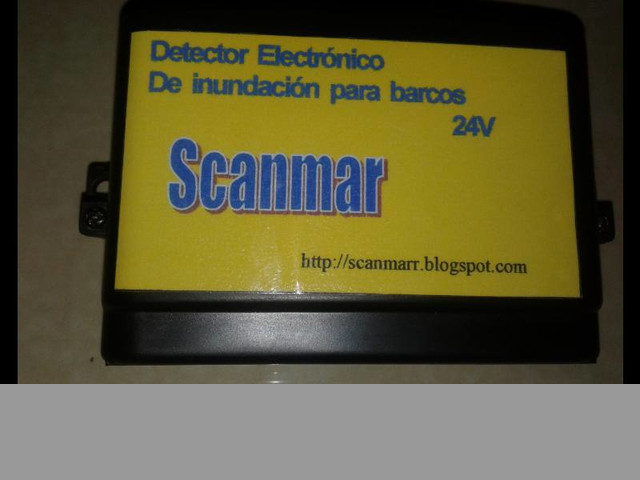 Detector Electrónico
De inundación para barcos
24V
Scanmar
http://scanmarr.blogspot.com